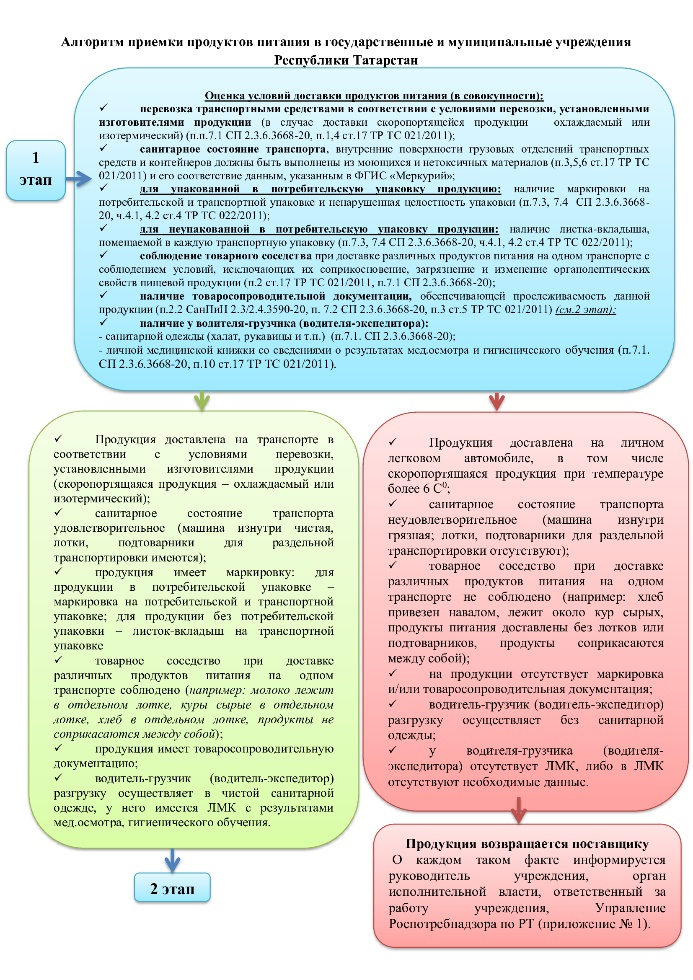 Алгоритм приемки продуктов питания в государственные и муниципальные учреждения
Республики Татарстан
1
этап
Оценка условий доставки продуктов питания (в совокупности):
✓ перевозка транспортными средствами в соответствии с условиями перевозки, установленными
изготовителями продукции (в случае доставки скоропортящейся продукции – охлаждаемый или
изотермический) (п.п.7.1 СП 2.3.6.3668-20, п.1,4 ст.17 ТР ТС 021/2011);
✓ санитарное состояние транспорта, внутренние поверхности грузовых отделений транспортных
средств и контейнеров должны быть выполнены из моющихся и нетоксичных материалов (п.3,5,6 ст.17 ТР ТС
021/2011) и его соответствие данным, указанным в ФГИС «Меркурий»;
✓ для упакованной в потребительскую упаковку продукцию: наличие маркировки на
потребительской и транспортной упаковке и ненарушенная целостность упаковки (п.7.3, 7.4 СП 2.3.6.3668-
20, ч.4.1, 4.2 ст.4 ТР ТС 022/2011);
✓ для неупакованной в потребительскую упаковку продукции: наличие листка-вкладыша,
помещаемой в каждую транспортную упаковку (п.7.3, 7.4 СП 2.3.6.3668-20, ч.4.1, 4.2 ст.4 ТР ТС 022/2011);
✓ соблюдение товарного соседства при доставке различных продуктов питания на одном транспорте с
соблюдением условий, исключающих их соприкосновение, загрязнение и изменение органолептических
свойств пищевой продукции (п.2 ст.17 ТР ТС 021/2011, п.7.1 СП 2.3.6.3668-20);
✓ наличие товаросопроводительной документации, обеспечивающей прослеживаемость данной
продукции (п.2.2 СанПиН 2.3/2.4.3590-20, п. 7.2 СП 2.3.6.3668-20, п.3 ст.5 ТР ТС 021/2011) (см.2 этап);
✓ наличие у водителя-грузчика (водителя-экспедитора):
- санитарной одежды (халат, рукавицы и т.п.) (п.7.1. СП 2.3.6.3668-20);
- личной медицинской книжки со сведениями о результатах мед.осмотра и гигиенического обучения (п.7.1.
СП 2.3.6.3668-20, п.10 ст.17 ТР ТС 021/2011).
✓ Продукция доставлена на транспорте в
соответствии с условиями перевозки,
установленными изготовителями продукции
(скоропортящаяся продукция – охлаждаемый или
изотермический);
✓ санитарное состояние транспорта
удовлетворительное (машина изнутри чистая,
лотки, подтоварники для раздельной
транспортировки имеются);
✓ продукция имеет маркировку: для
продукции в потребительской упаковке –
маркировка на потребительской и транспортной
упаковке; для продукции без потребительской
упаковки – листок-вкладыш на транспортной
упаковке
✓ товарное соседство при доставке
различных продуктов питания на одном
транспорте соблюдено (например: молоко лежит
в отдельном лотке, куры сырые в отдельном
лотке, хлеб в отдельном лотке, продукты не
соприкасаются между собой);
✓ продукция имеет товаросопроводительную
документацию;
✓ водитель-грузчик (водитель-экспедитор)
разгрузку осуществляет в чистой санитарной
одежде, у него имеется ЛМК с результатами
мед.осмотра, гигиенического обучения.
2 этап
✓ Продукция доставлена на личном
легковом автомобиле, в том числе
скоропортящаяся продукция при температуре
более 6 С⁰;
✓ санитарное состояние транспорта
неудовлетворительное (машина изнутри
грязная; лотки, подтоварники для раздельной
транспортировки отсутствуют);
✓ товарное соседство при доставке
различных продуктов питания на одном
транспорте не соблюдено (например: хлеб
привезен навалом, лежит около кур сырых,
продукты питания доставлены без лотков или
подтоварников, продукты соприкасаются
между собой);
✓ на продукции отсутствует маркировка
и/или товаросопроводительная документация;
✓ водитель-грузчик (водитель-экспедитор)
разгрузку осуществляет без санитарной
одежды;
✓ у водителя-грузчика (водителя-
экспедитора) отсутствует ЛМК, либо в ЛМК
отсутствуют необходимые данные.
Продукция возвращается поставщику
О каждом таком факте информируется
руководитель учреждения, орган
исполнительной власти, ответственный за
работу учреждения, Управление
Роспотребнадзора по РТ (приложение № 1).